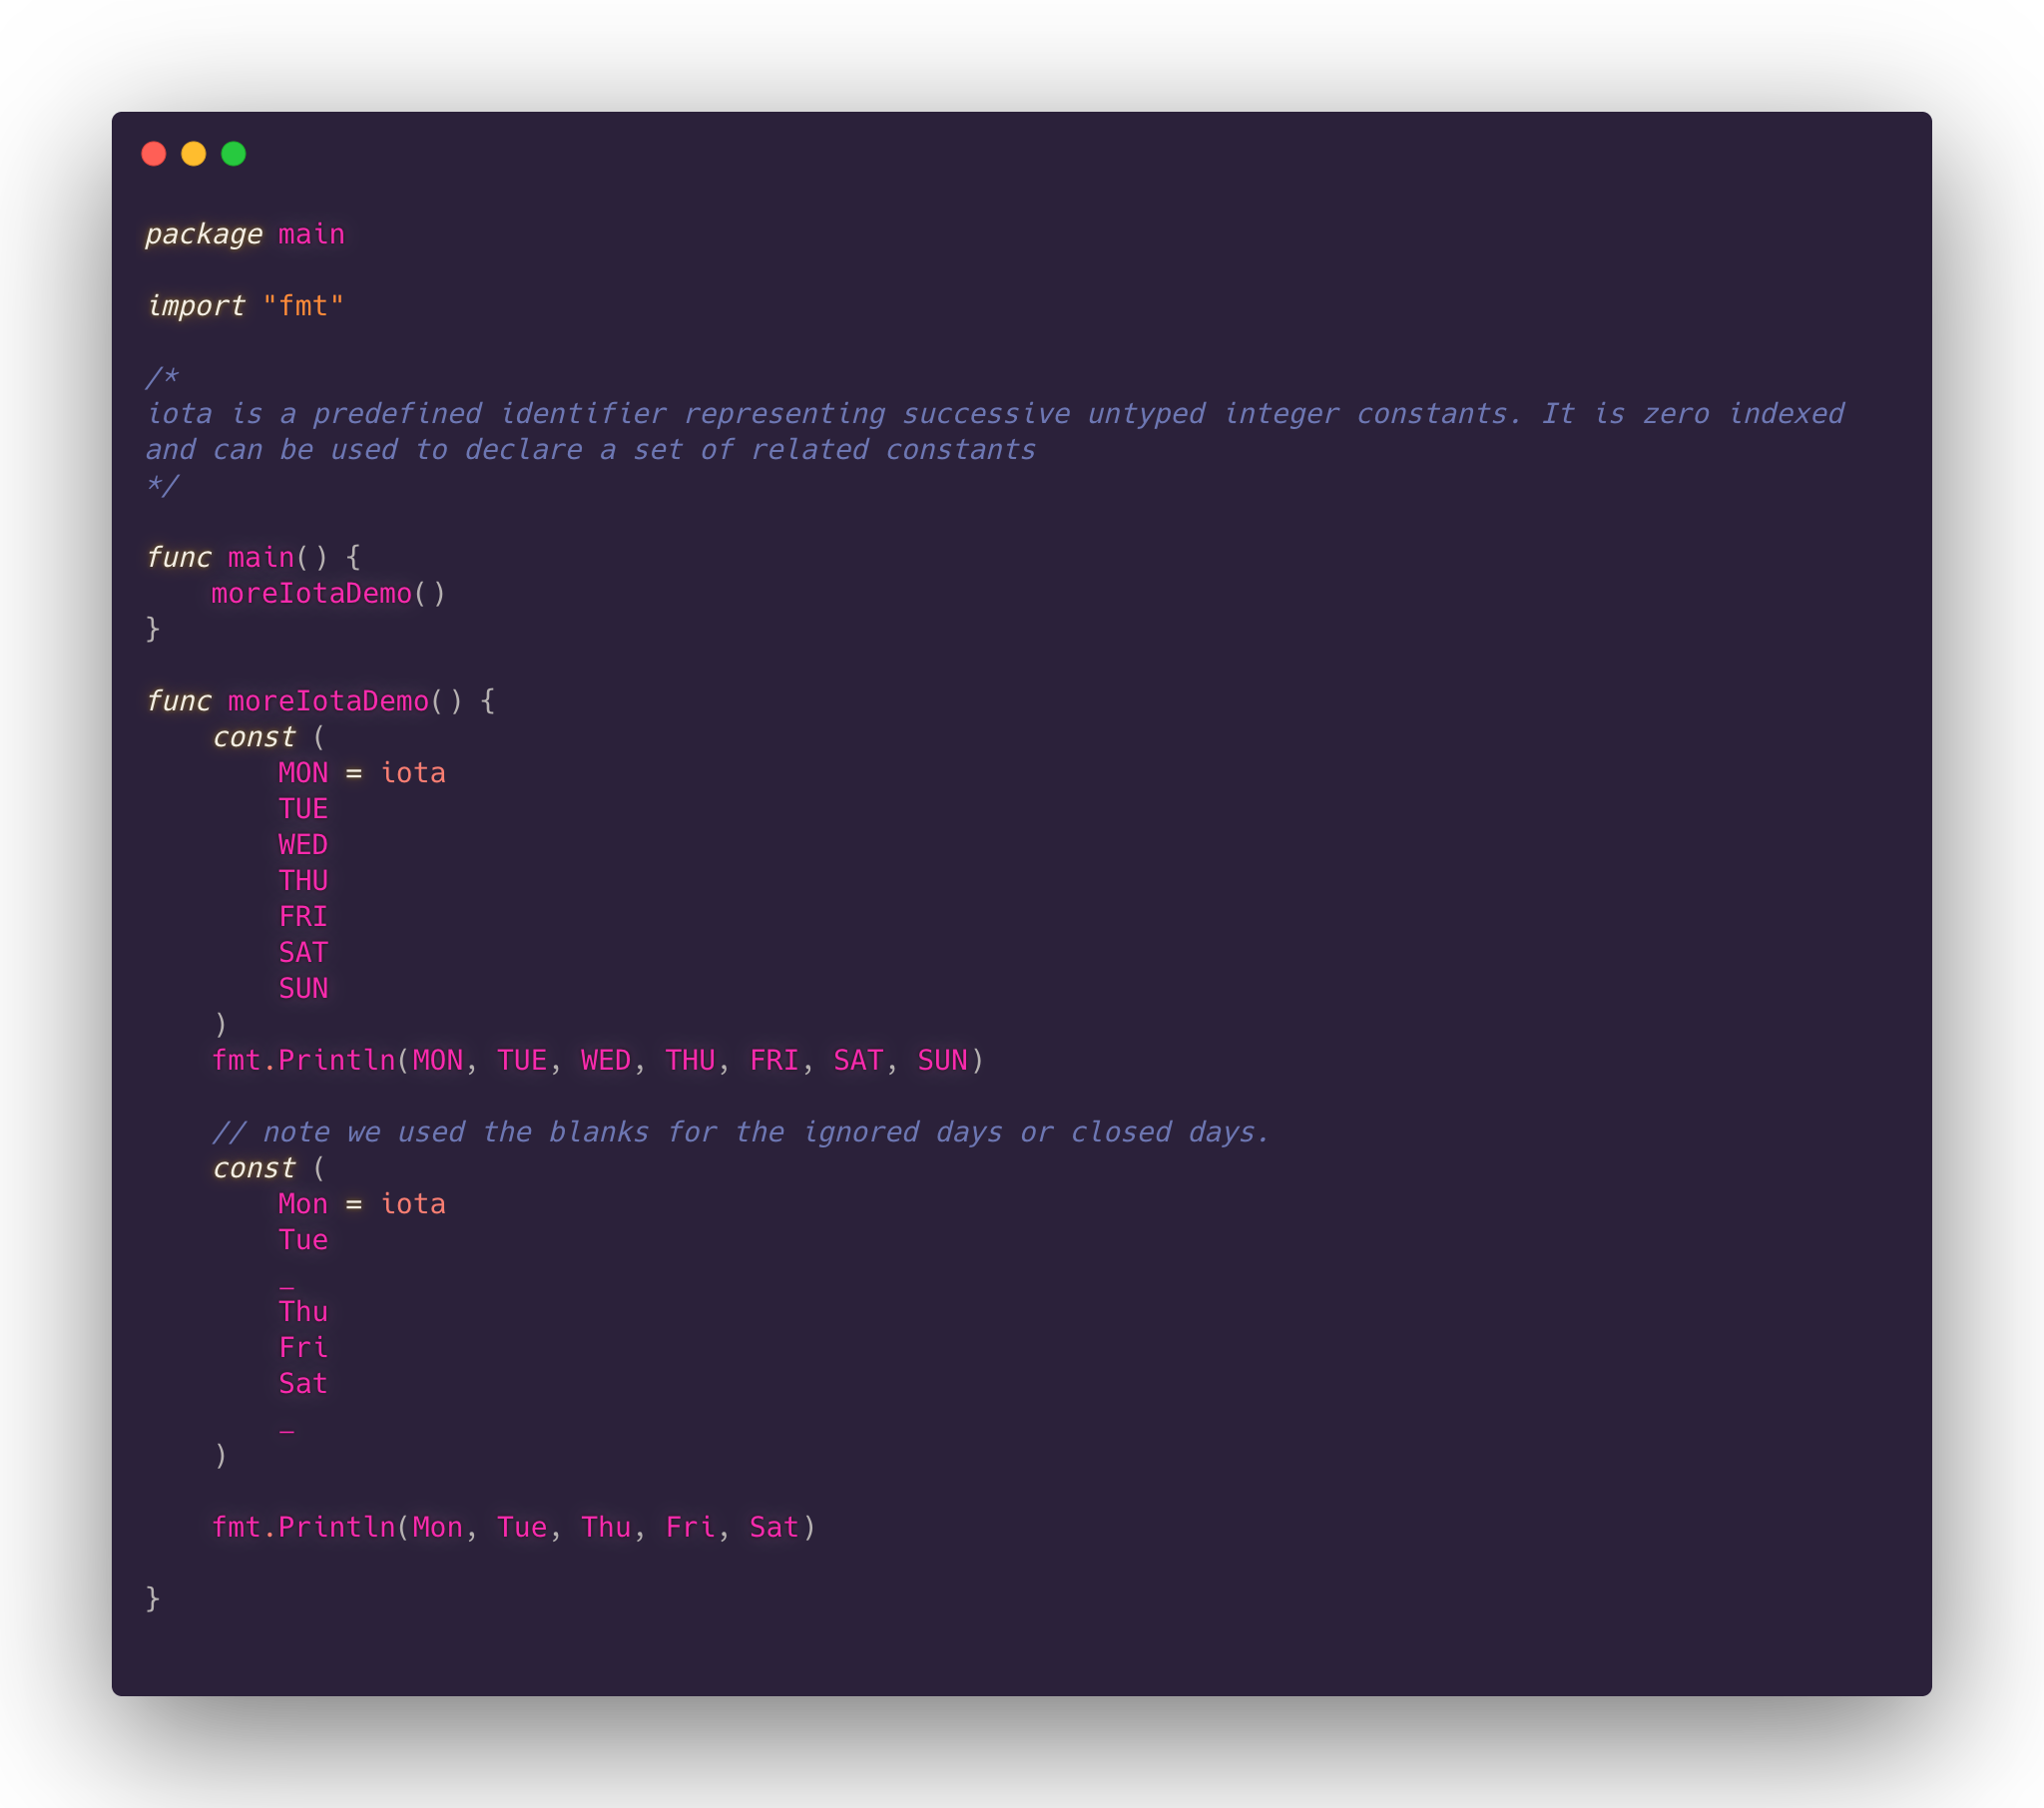 package main

import "fmt"

/*
iota is a predefined identifier representing successive untyped integer constants. It is zero indexed
and can be used to declare a set of related constants
*/

func main() {
    moreIotaDemo()
}

func moreIotaDemo() {
    const (
        MON = iota
        TUE
        WED
        THU
        FRI
        SAT
        SUN
    )
    fmt.Println(MON, TUE, WED, THU, FRI, SAT, SUN)

    // note we used the blanks for the ignored days or closed days.
    const (
        Mon = iota
        Tue
        _
        Thu
        Fri
        Sat
        _
    )

    fmt.Println(Mon, Tue, Thu, Fri, Sat)

}